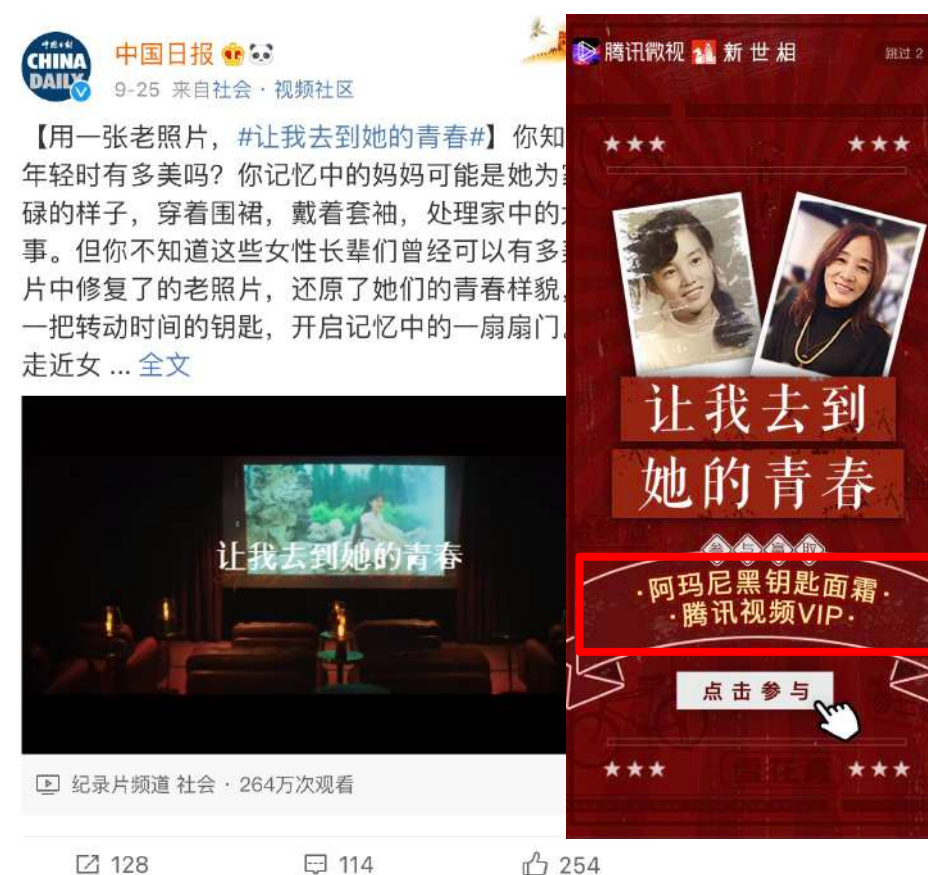 中国日报
CHINA
DAILY
9-25 来自社会·视频社区
【用一张老照片，#让我去到她的青春#】你知
年轻时有多美吗？你记忆中的妈妈可能是她为
碌的样子，穿着围裙，戴着套袖，处理家中的
事。但你不知道这些女性长辈们曾经可以有多
片中修复了的老照片，还原了她们的青春样貌，
一把转动时间的钥匙，开启记忆中的一扇扇门。
走近女 ... 全文
让我去到她的青春
纪录片频道 社会 · 264万次观看
128
114
254
腾讯微视 新世相
跳过 2
让我去到
她的青春
参与赢取
·阿玛尼黑钥匙面霜·
·腾讯视频VIP·
点击参与